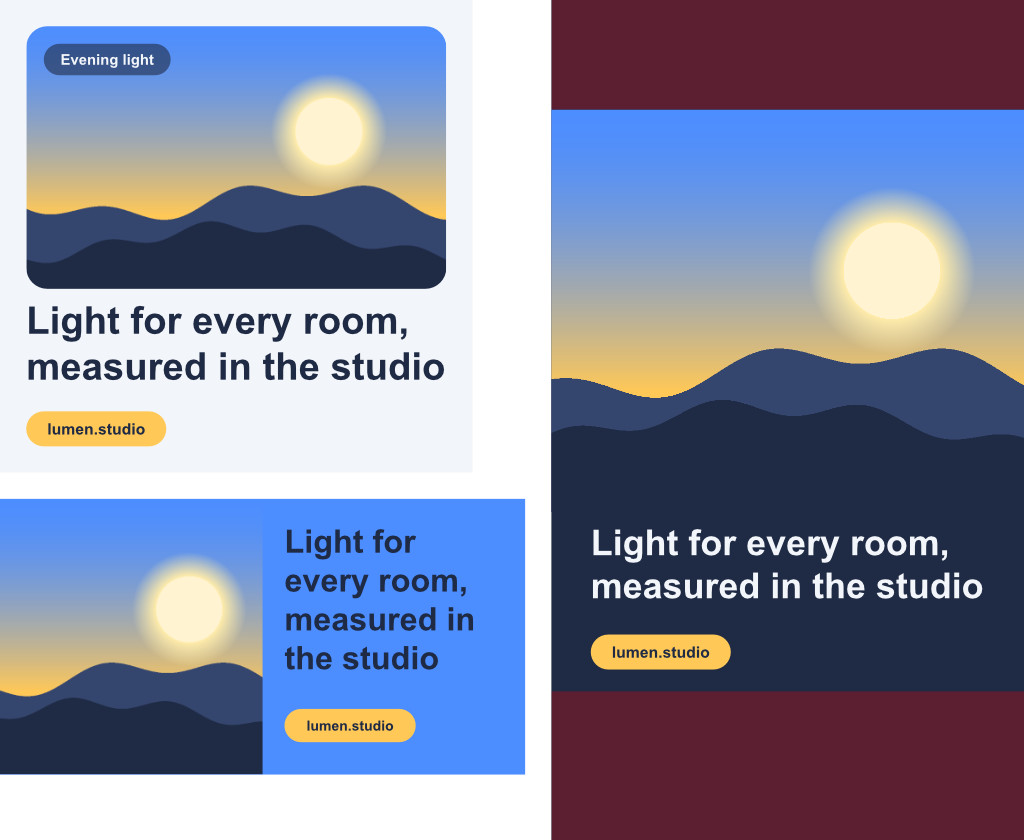 Evening light
Light for every room,
measured in the studio
lumen.studio
Light for
every room,
measured in
the studio
lumen.studio
Light for every room,
measured in the studio
lumen.studio